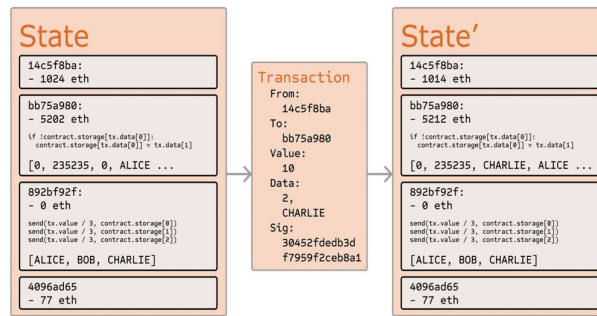 State
14c5f8ba:
- 1024 eth
bb75a980:
- 5202 eth
if !contract.storage[tx.data[0]]:
contract.storage[tx.data[0]] = tx.data[1]
[0, 235235, 0, ALICE ...
892bf92f:
- 0 eth
send(tx.value / 3, contract.storage[0])
send(tx.value / 3, contract.storage[1])
send(tx.value / 3, contract.storage[2])
[ALICE, BOB, CHARLIE]
4096ad65
- 77 eth
Transaction
From:
14c5f8ba
To:
bb75a980
Value:
10
Data:
2,
CHARLIE
Sig:
30452fdedb3d
f7959f2ceb8a1
State’
14c5f8ba:
- 1014 eth
bb75a980:
- 5212 eth
if !contract.storage[tx.data[0]]:
contract.storage[tx.data[0]] = tx.data[1]
[0, 235235, CHARLIE, ALICE ...
892bf92f:
- 0 eth
send(tx.value / 3, contract.storage[0])
send(tx.value / 3, contract.storage[1])
send(tx.value / 3, contract.storage[2])
[ALICE, BOB, CHARLIE]
4096ad65
- 77 eth